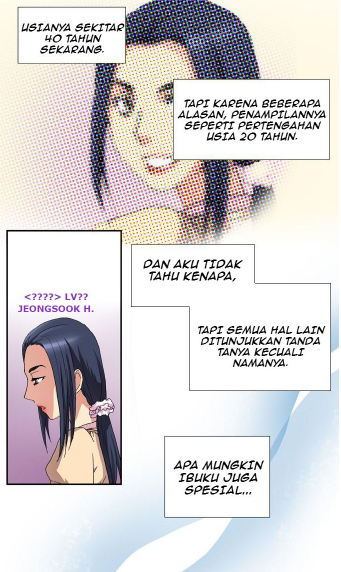 USIANYA SEKITAR
40 TAHUN
SEKARANG.
TAPI KARENA BEBERAPA
ALASAN, PENAMPILANNYA
SEPERTI PERTENGAHAN
USIA 20 TAHUN.
<????> LV??
JEONGSOOK H.
DAN AKU TIDAK
TAHU KENAPA,
TAPI SEMUA HAL LAIN
DITUNJUKKAN TANDA
TANYA KECUALI
NAMANYA.
APA MUNGKIN
IBUKU JUGA
SPESIAL...